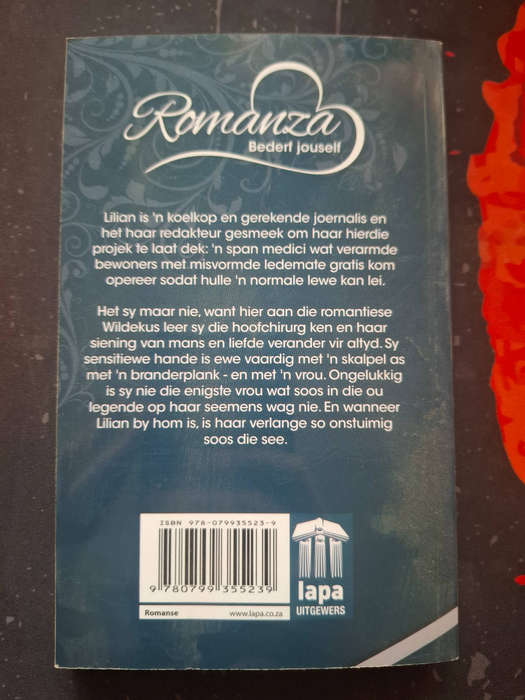 Romanza
Bederf jouself
Lilian is 'n koelkop en gerekende joernalis en
het haar redakteur gesmeek om haar hierdie
projek te laat dek: 'n span medici wat verarmde
bewoners met misvormde ledemate gratis kom
opereer sodat hulle 'n normale lewe kan lei.
Het sy maar nie, want hier aan die romantiese
Wildekus leer sy die hoofchirurg ken en haar
siening van mans en liefde verander vir altyd. Sy
sensitiewe hande is ewe vaardig met 'n skalpel as
met 'n branderplank - en met 'n vrou. Ongelukkig
is sy nie die enigste vrou wat soos in die ou
legende op haar seemens wag nie. En wanneer
Lilian by hom is, is haar verlange so onstuimig
soos die see.
ISBN 978-079935523-9
9 780799 355239
Romanse www.lapa.co.za
lapa
UITGEWERS